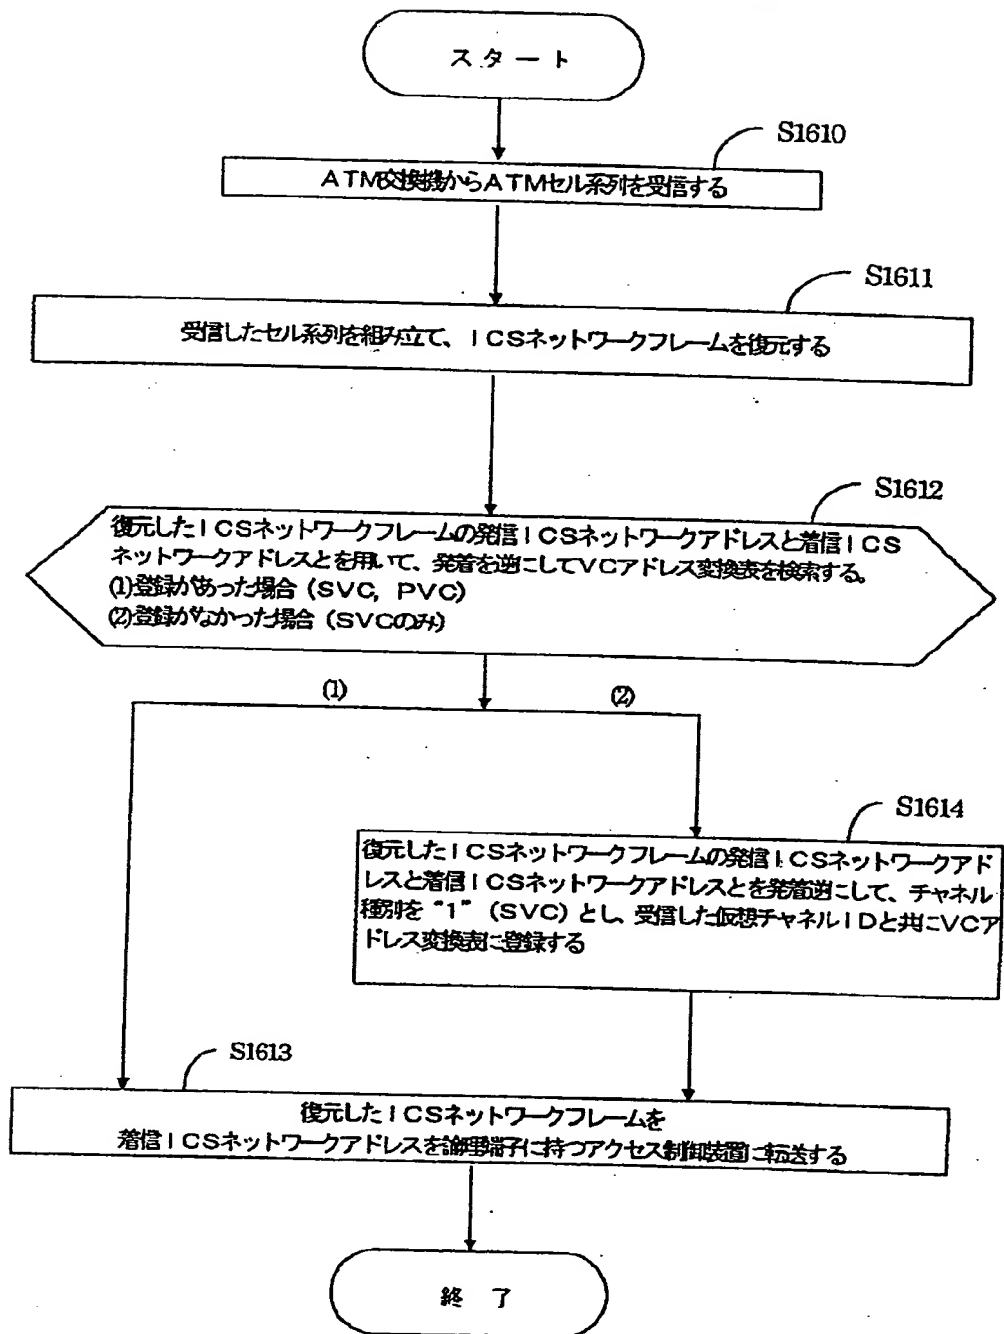 スタート
S1610
ATM交換機からATMセル系列を受信する
S1611
受信したセル系列を組み立て、ICSネットワークフレームを復元する
S1612
復元したICSネットワークフレームの発信ICSネットワークアドレスと着信ICS
ネットワークアドレスとを用いて、発着を逆にしてVCアドレス変換表を検索する。
(1)登録があった場合（SVC, PVC）
(2)登録がなかった場合（SVCのみ）
(1)
(2)
S1614
復元したICSネットワークフレームの発信ICSネットワークアド
レスと着信ICSネットワークアドレスとを発着逆にして、チャネル
種別を“1”（SVC）とし、受信した仮想チャネルIDと共にVCア
ドレス変換表に登録する
S1613
復元したICSネットワークフレームを
着信ICSネットワークアドレスを論理端子に持つアクセス制御装置に転送する
終了